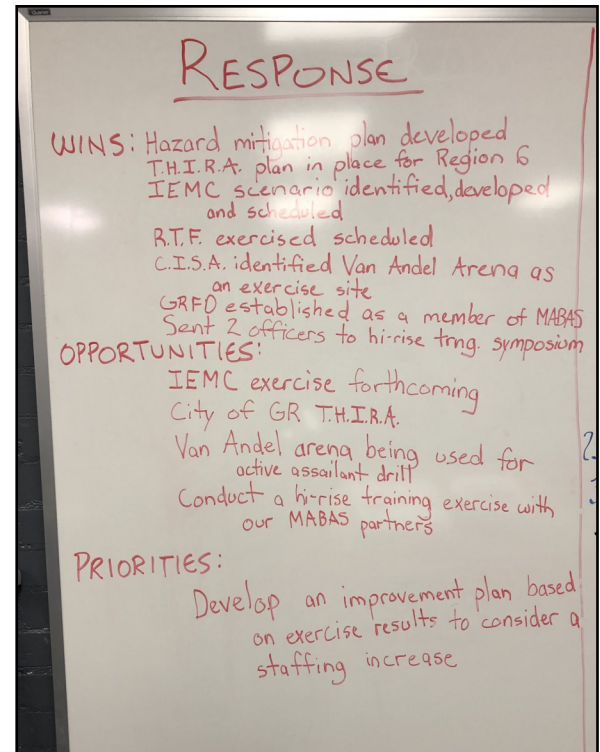 RESPONSE
WINS: Hazard mitigation plan developed
T.H.I.R.A. plan in place for Region 6
IEMC scenario identified, developed
and scheduled
R.T.F. exercised scheduled
C.I.S.A. identified Van Andel Arena as
an exercise site
GRFD established as a member of MABAS
Sent 2 officers to hi-rise trng. symposium
OPPORTUNITIES:
IEMC exercise forthcoming
City of GR T.H.I.R.A.
Van Andel arena being used for
active assailant drill
Conduct a hi-rise training exercise with
our MABAS partners
PRIORITIES:
Develop an improvement plan based
on exercise results to consider a
staffing increase